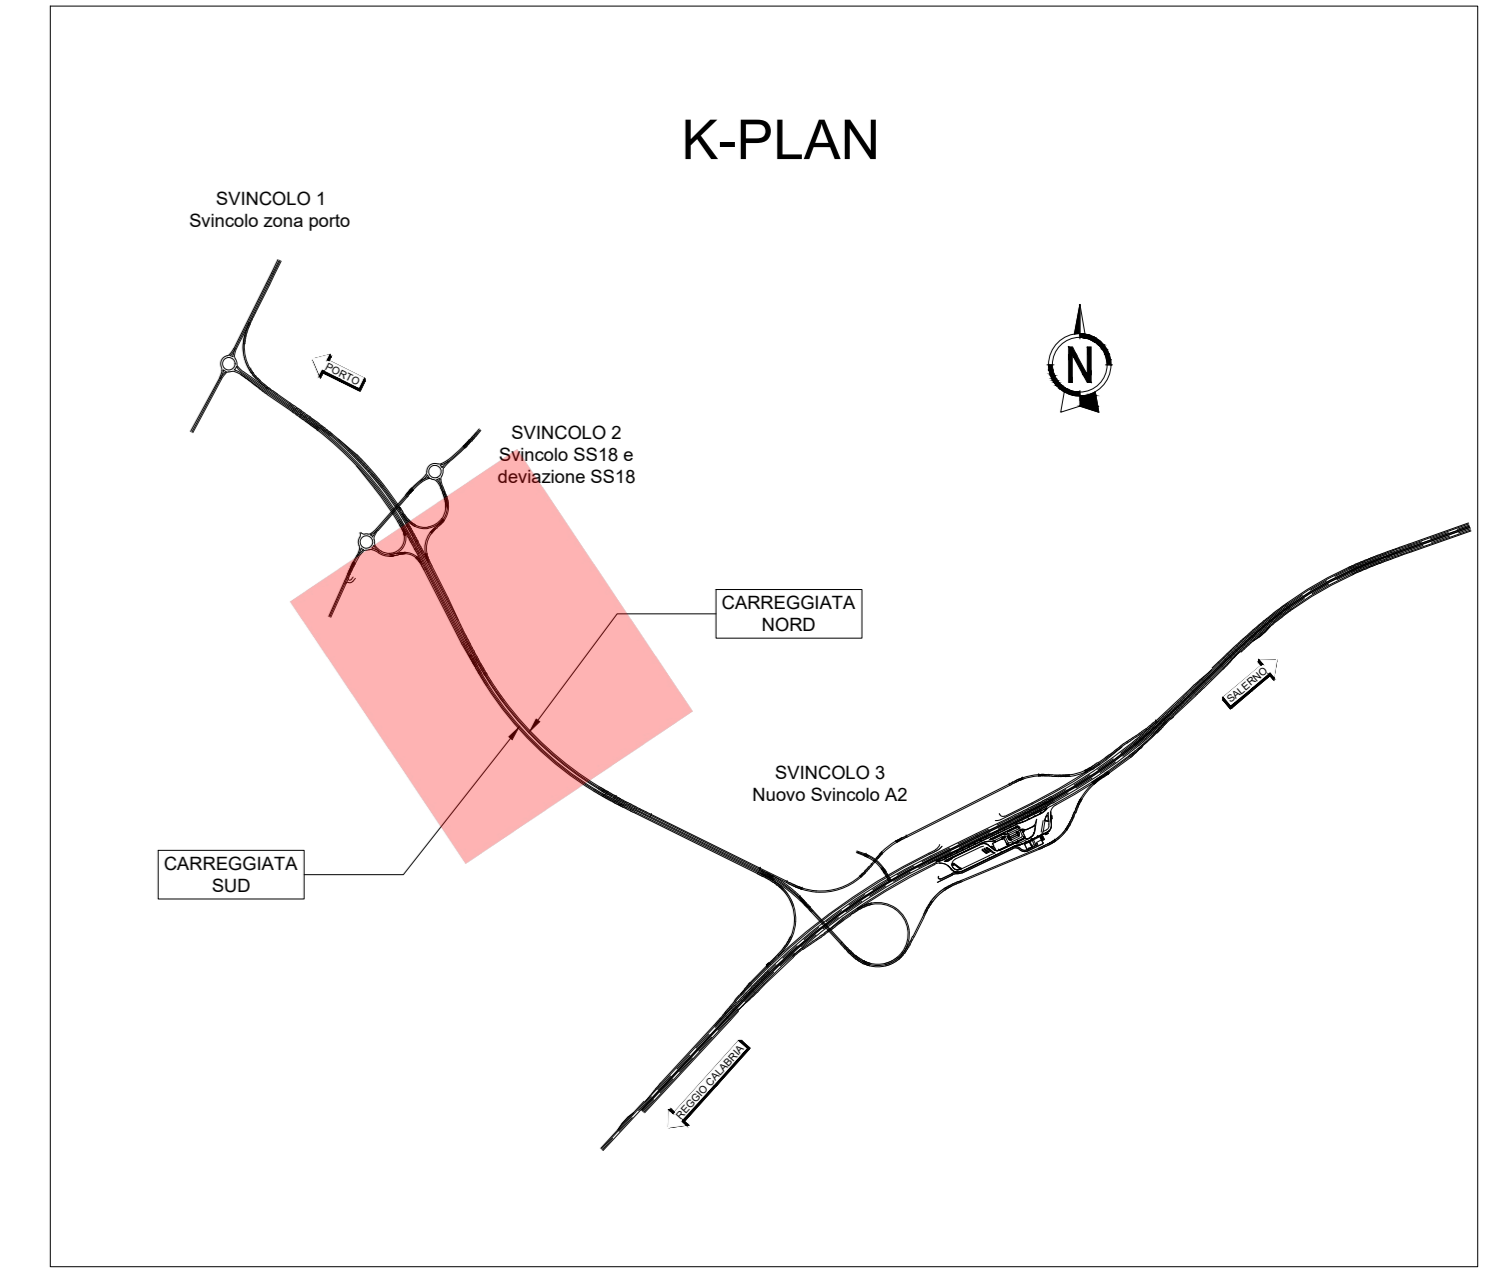 K-PLAN
SVINCOLO 1
Svincolo zona porto
PORTO
N
SVINCOLO 2
Svincolo SS18 e
deviazione SS18
CARREGGIATA
NORD
SALERNO
SVINCOLO 3
Nuovo Svincolo A2
CARREGGIATA
SUD
REGGIO CALABRIA